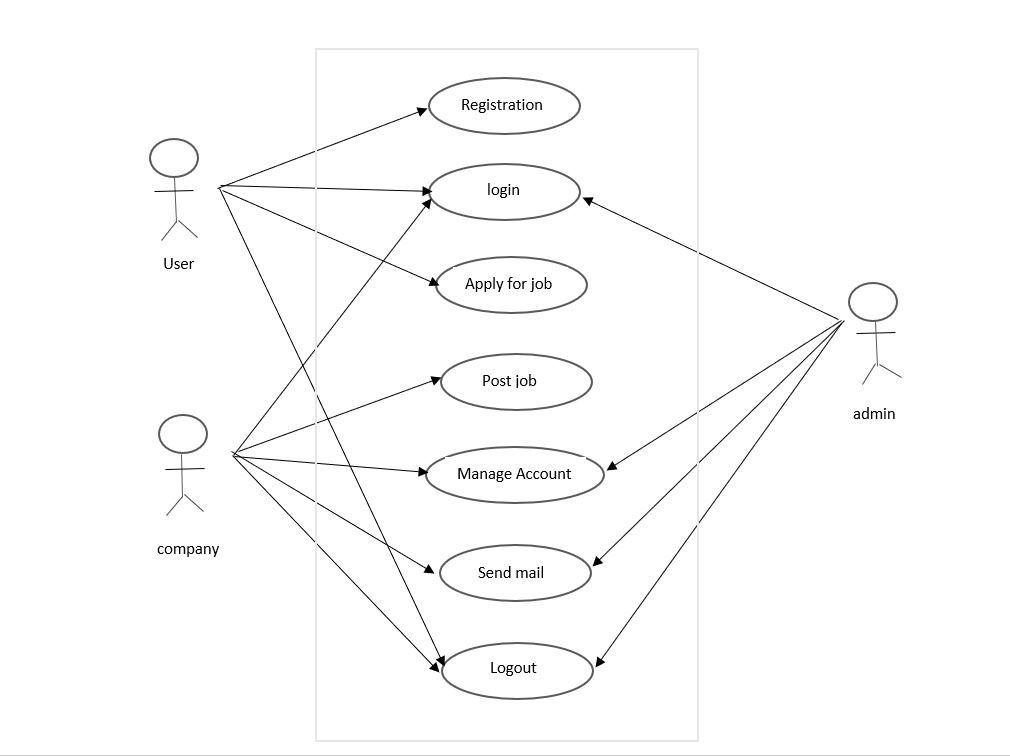 Registration
login
Apply for job
Post job
Manage Account
Send mail
Logout
User
company
admin